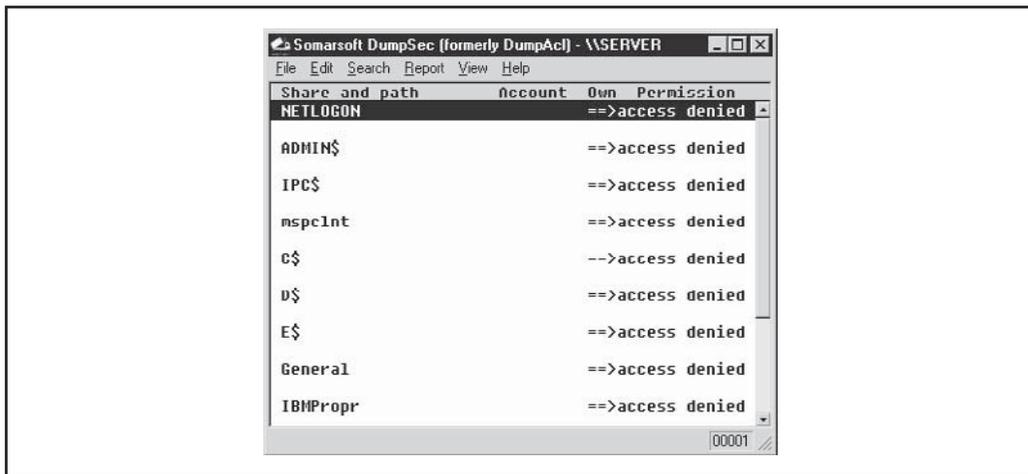 Somarsoft DumpSec (formerly DumpAcl) - \\SERVER
File Edit Search Report View Help
Share and path Account Own Permission
NETLOGON ==>access denied
ADMIN$ ==>access denied
IPC$ ==>access denied
mspclnt ==>access denied
C$ -->access denied
D$ ==>access denied
E$ ==>access denied
General ==>access denied
IBMPropr ==>access denied
00001